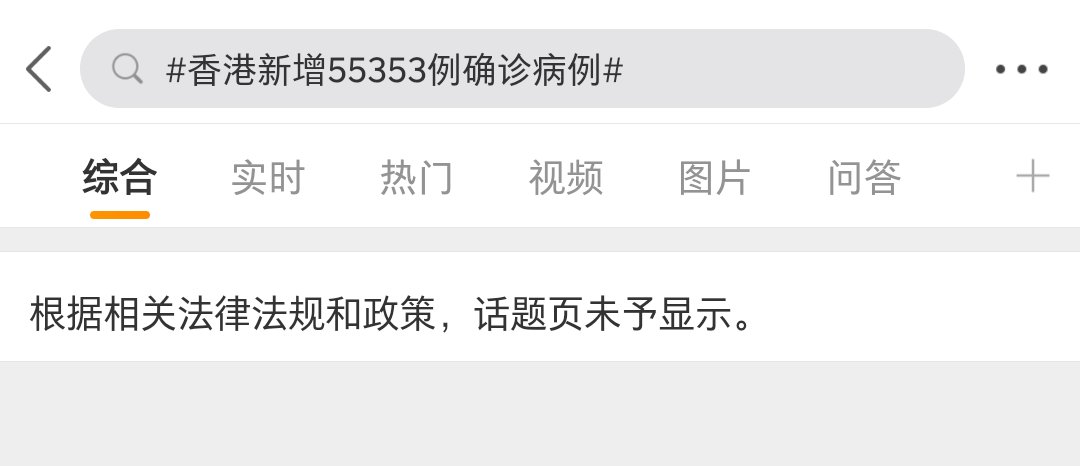 #香港新增55353例确诊病例#
综合 实时 热门 视频 图片 问答
根据相关法律法规和政策，话题页未予显示。